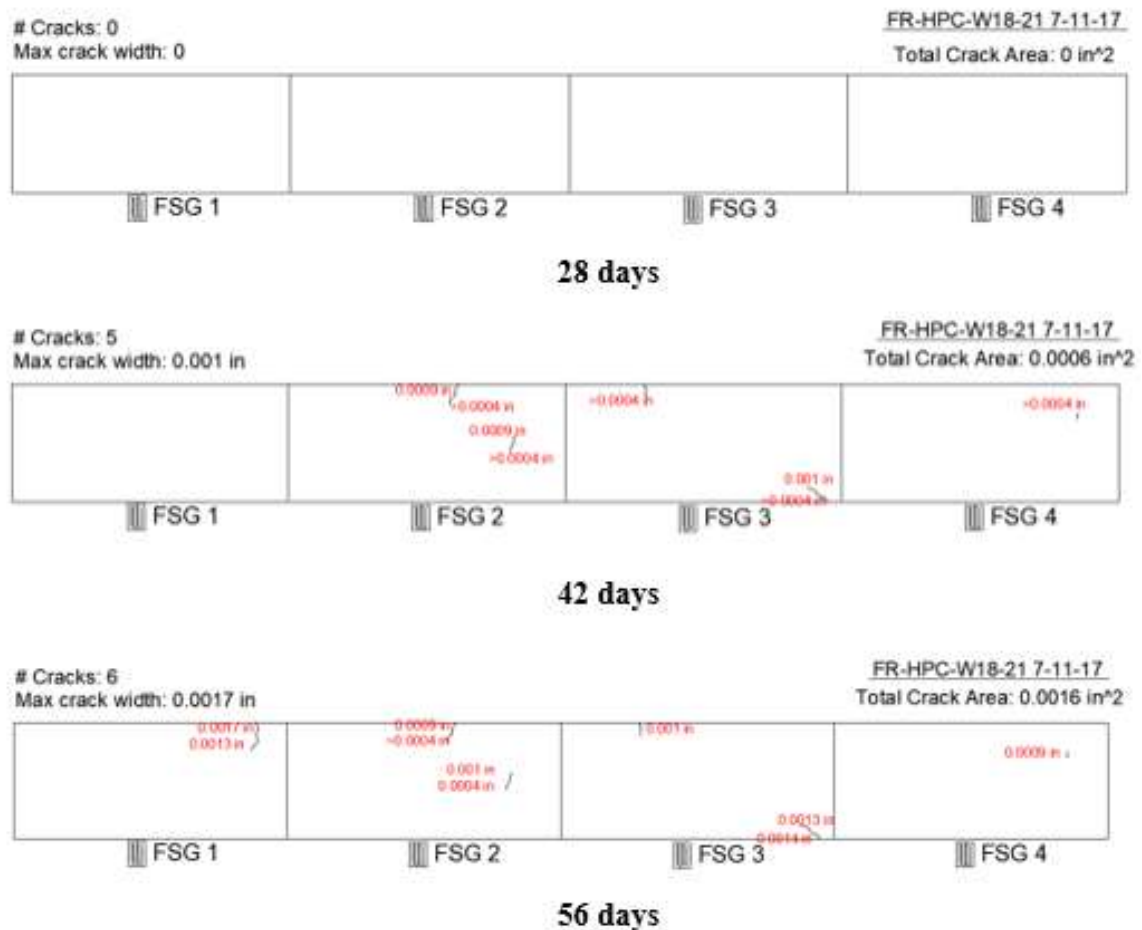 # Cracks: 0
Max crack width: 0
FR-HPC-W18-21 7-11-17
Total Crack Area: 0 in^2
FSG 1
FSG 2
FSG 3
FSG 4
28 days
# Cracks: 5
Max crack width: 0.001 in
FR-HPC-W18-21 7-11-17
Total Crack Area: 0.0006 in^2
0.0009 in
>0.0004 in
0.0009 in
>0.0004 in
>0.0004 in
0.001 in
>0.0004 in
>0.0004 in
FSG 1
FSG 2
FSG 3
FSG 4
42 days
# Cracks: 6
Max crack width: 0.0017 in
FR-HPC-W18-21 7-11-17
Total Crack Area: 0.0016 in^2
0.0017 in
0.0013 in
0.0009 in
>0.0004 in
0.001 in
0.0004 in
0.001 in
0.0013 in
0.0014 in
0.0009 in
FSG 1
FSG 2
FSG 3
FSG 4
56 days